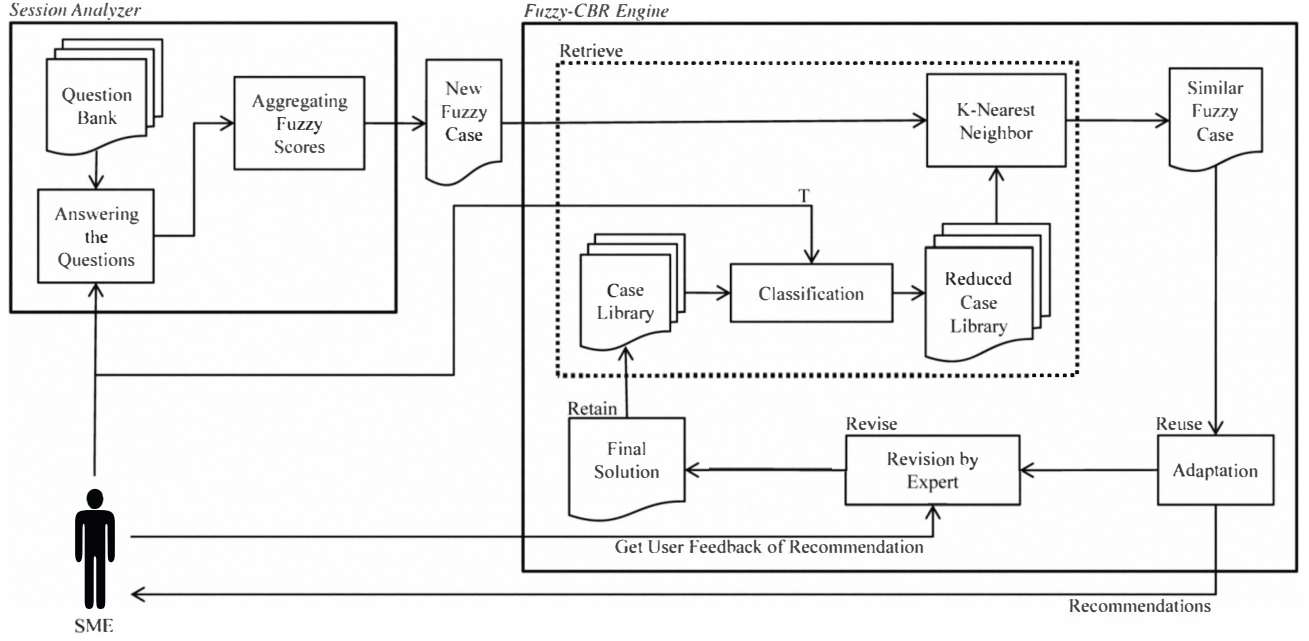 Session Analyzer
Fuzzy-CBR Engine
Question
Bank
Aggregating
Fuzzy
Scores
New
Fuzzy
Case
Retrieve
K-Nearest
Neighbor
Similar
Fuzzy
Case
Answering
the
Questions
T
Case
Library
Classification
Reduced
Case
Library
Retain
Final
Solution
Revise
Revision by
Expert
Reuse
Adaptation
Get User Feedback of Recommendation
Recommendations
SME